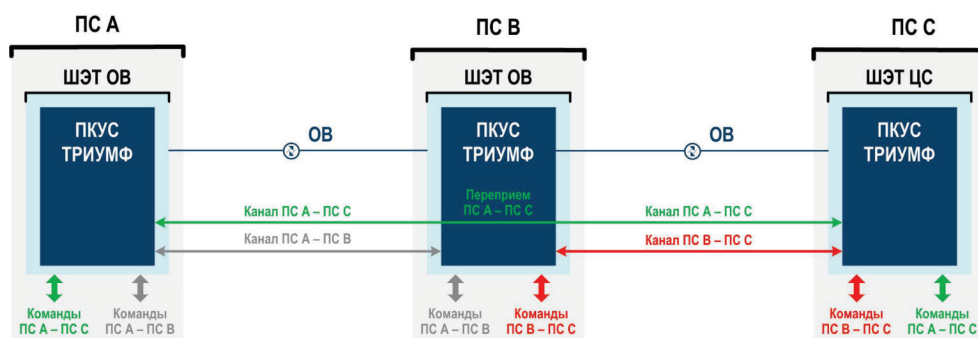 ПС А
ПС В
ПС С
ШЭТ ОВ
ШЭТ ОВ
ШЭТ ЦС
ПКУС
ТРИУМФ
ОВ
ПКУС
ТРИУМФ
ОВ
ПКУС
ТРИУМФ
Канал ПС А – ПС С
Переприем
ПС А – ПС С
Канал ПС А – ПС С
Канал ПС А – ПС В
Канал ПС В – ПС С
Команды
ПС А – ПС С
Команды
ПС А – ПС В
Команды
ПС А – ПС В
Команды
ПС В – ПС С
Команды
ПС В – ПС С
Команды
ПС А – ПС С